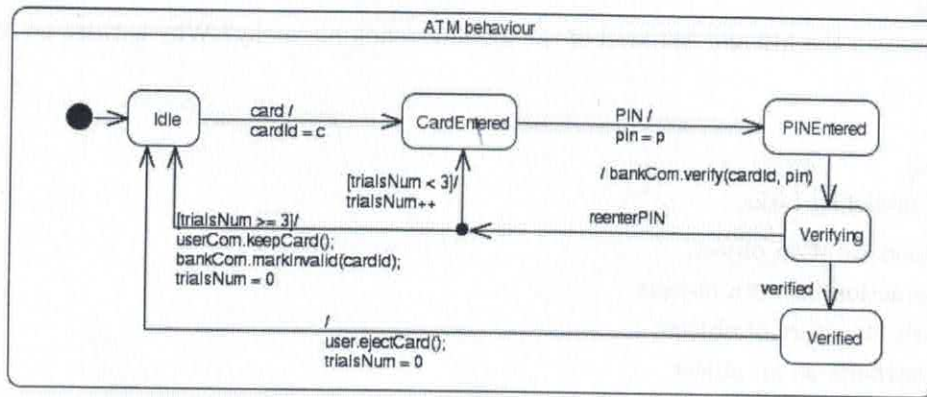 ATM behaviour
Idle
card /
cardId = c
CardEntered
PIN /
pin = p
PINEntered
/ bankCom.verify(cardId, pin)
[trialsNum < 3]/
trialsNum++
reenterPIN
Verifying
[trialsNum >= 3]/
userCom.keepCard();
bankCom.markInvalid(cardId);
trialsNum = 0
verified
Verified
/
user.ejectCard();
trialsNum = 0